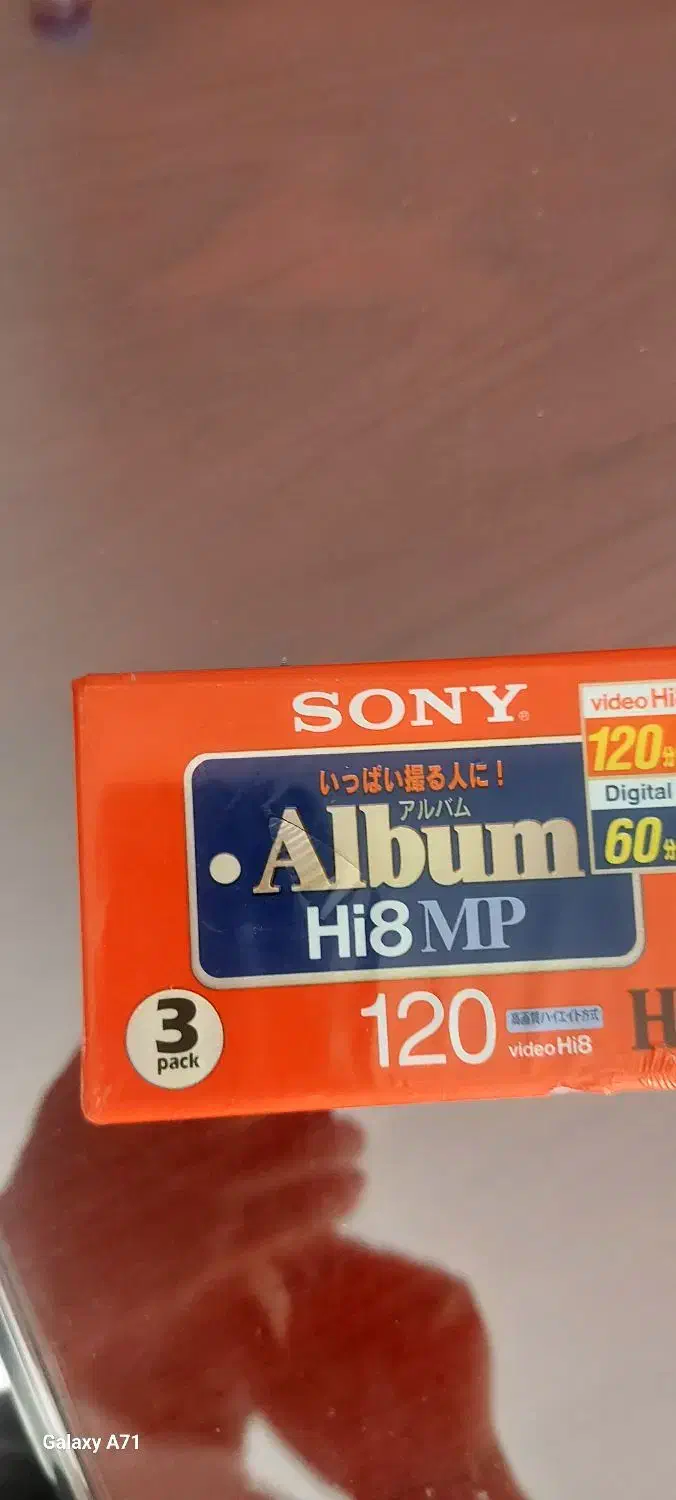 SONY
®
いっぱい撮る人に！
アルバム
Album
Hi8 MP
video Hi
120分
Digital
60分
3
pack
120
高画質ハイエイト方式
video Hi8
H
Galaxy A71